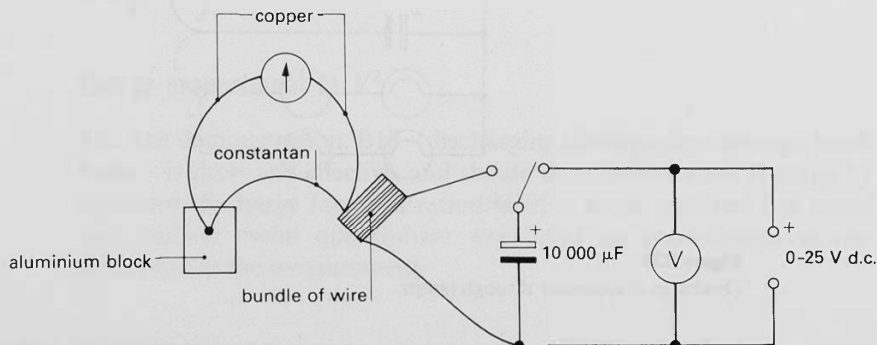 copper
constantan
aluminium block
bundle of wire
+
10 000 µF
V
+
0-25 V d.c.